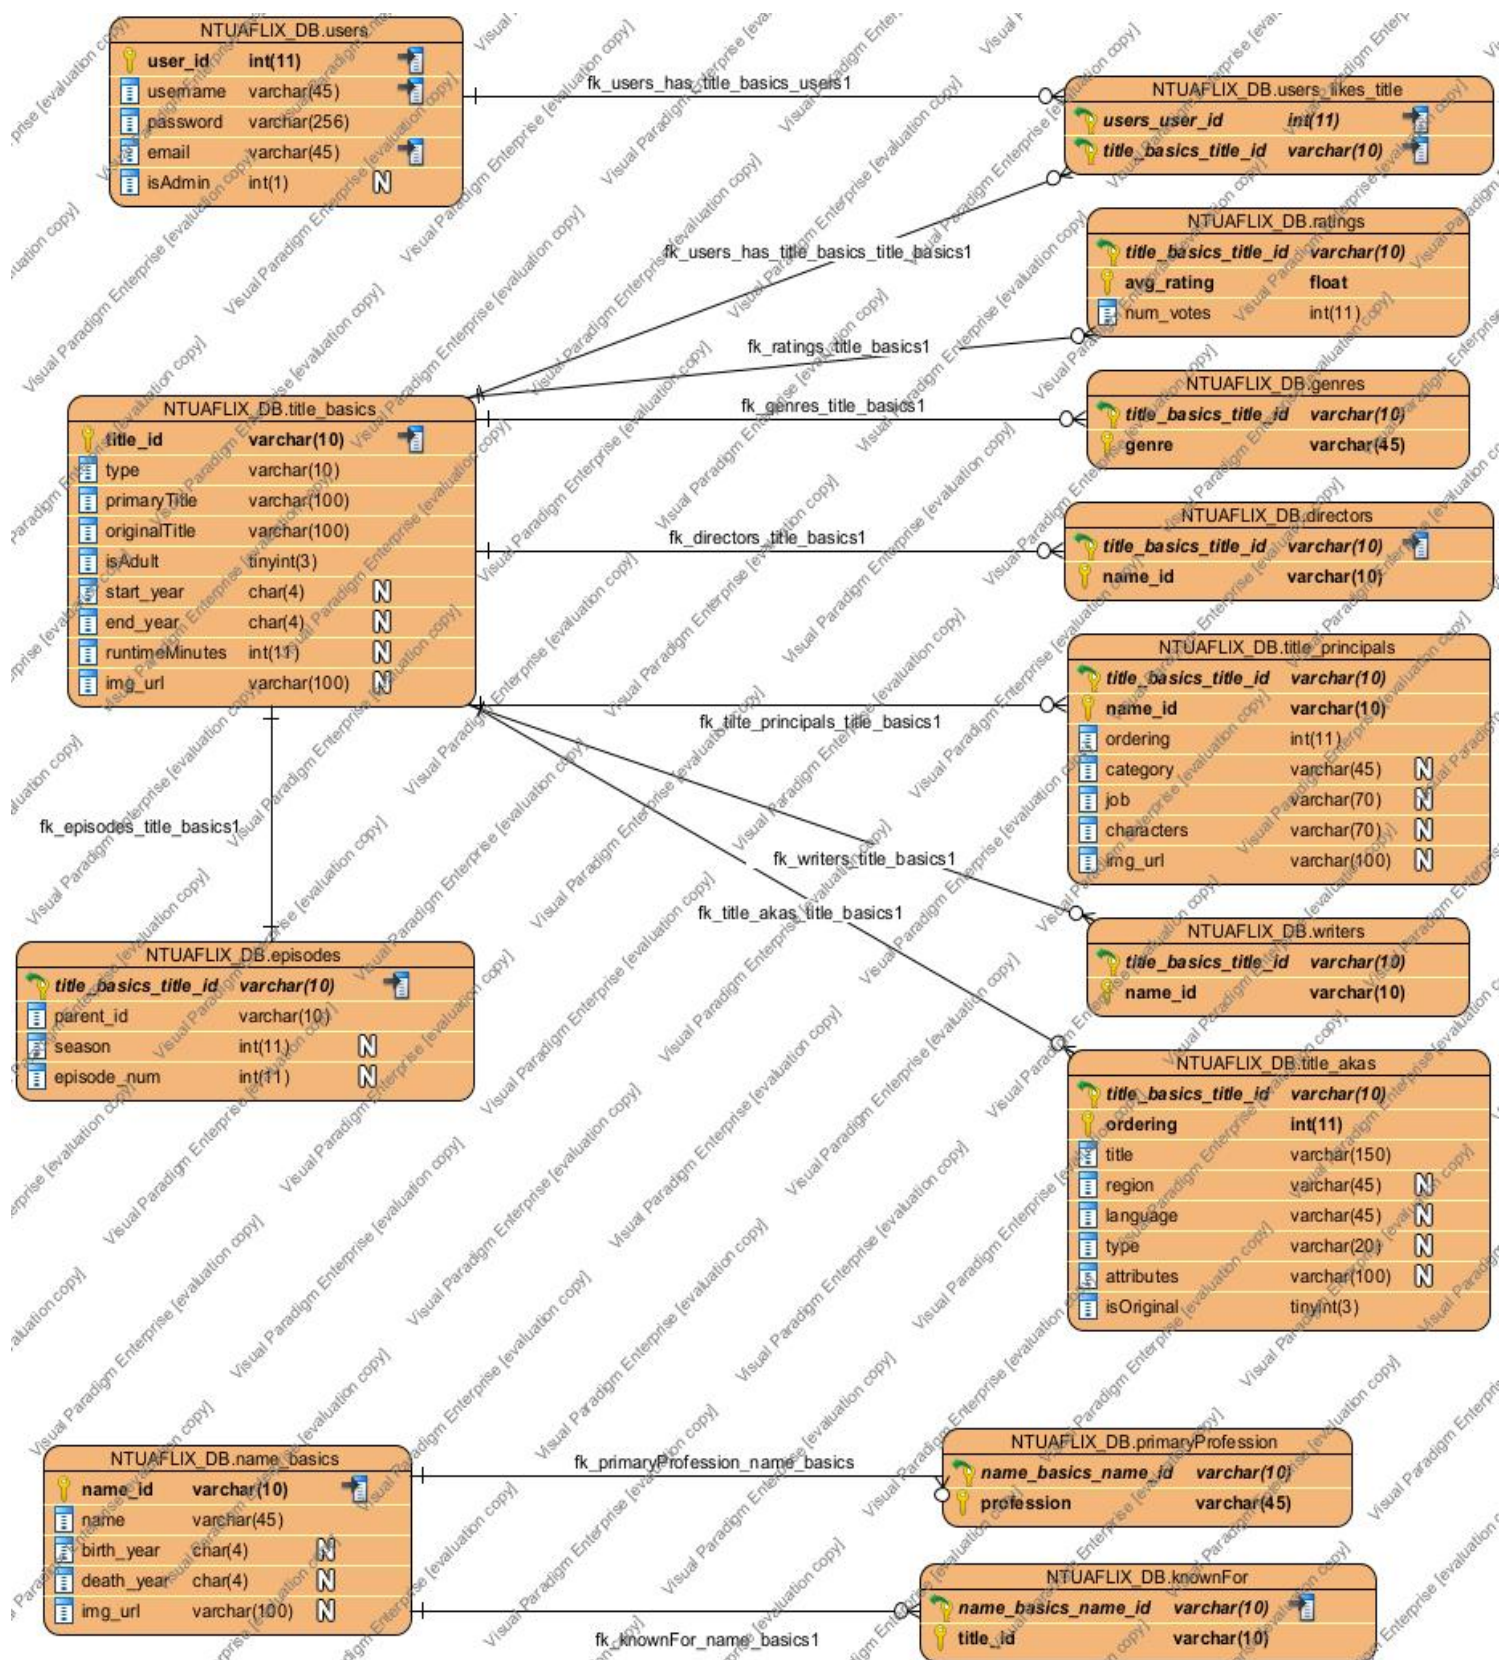 NTUAFLIX_DB.users
user_id int(11)
username varchar(45)
password varchar(256)
email varchar(45)
isAdmin int(1) N
fk_users_has_title_basics_users1
NTUAFLIX_DB.users_likes_title
users_user_id int(11)
title_basics_title_id varchar(10)
fk_users_has_title_basics_title_basics1
NTUAFLIX_DB.ratings
title_basics_title_id varchar(10)
avg_rating float
num_votes int(11)
fk_ratings_title_basics1
NTUAFLIX_DB.genres
title_basics_title_id varchar(10)
genre varchar(45)
fk_genres_title_basics1
NTUAFLIX_DB.title_basics
title_id varchar(10)
type varchar(10)
primaryTitle varchar(100)
originalTitle varchar(100)
isAdult tinyint(3)
start_year char(4) N
end_year char(4) N
runtimeMinutes int(11) N
img_url varchar(100) N
fk_directors_title_basics1
NTUAFLIX_DB.directors
title_basics_title_id varchar(10)
name_id varchar(10)
fk_tilte_principals_title_basics1
NTUAFLIX_DB.title_principals
title_basics_title_id varchar(10)
name_id varchar(10)
ordering int(11)
category varchar(45) N
job varchar(70) N
characters varchar(70) N
img_url varchar(100) N
fk_episodes_title_basics1
fk_writers_title_basics1
fk_title_akas_title_basics1
NTUAFLIX_DB.writers
title_basics_title_id varchar(10)
name_id varchar(10)
NTUAFLIX_DB.episodes
title_basics_title_id varchar(10)
parent_id varchar(10)
season int(11) N
episode_num int(11) N
NTUAFLIX_DB.title_akas
title_basics_title_id varchar(10)
ordering int(11)
title varchar(150)
region varchar(45) N
language varchar(45) N
type varchar(20) N
attributes varchar(100) N
isOriginal tinyint(3)
NTUAFLIX_DB.name_basics
name_id varchar(10)
name varchar(45)
birth_year char(4) N
death_year char(4) N
img_url varchar(100) N
fk_primaryProfession_name_basics
NTUAFLIX_DB.primaryProfession
name_basics_name_id varchar(10)
profession varchar(45)
fk_knownFor_name_basics1
NTUAFLIX_DB.knownFor
name_basics_name_id varchar(10)
title_id varchar(10)
Visual Paradigm Enterprise [evaluation copy]